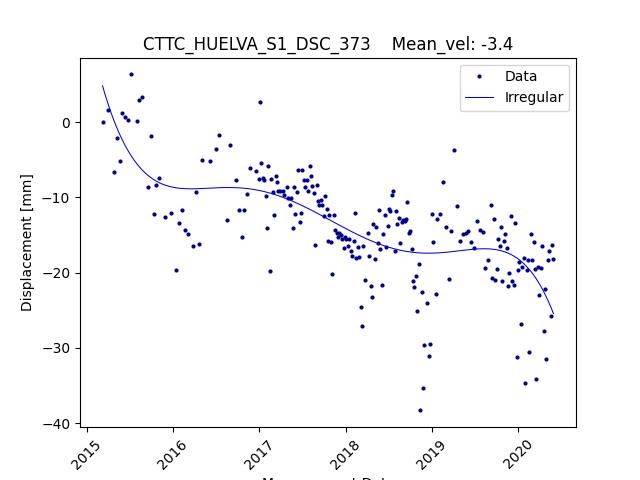 CTTC_HUELVA_S1_DSC_373    Mean_vel: -3.4
Data
Irregular
Displacement [mm]
0
−10
−20
−30
−40
2015
2016
2017
2018
2019
2020